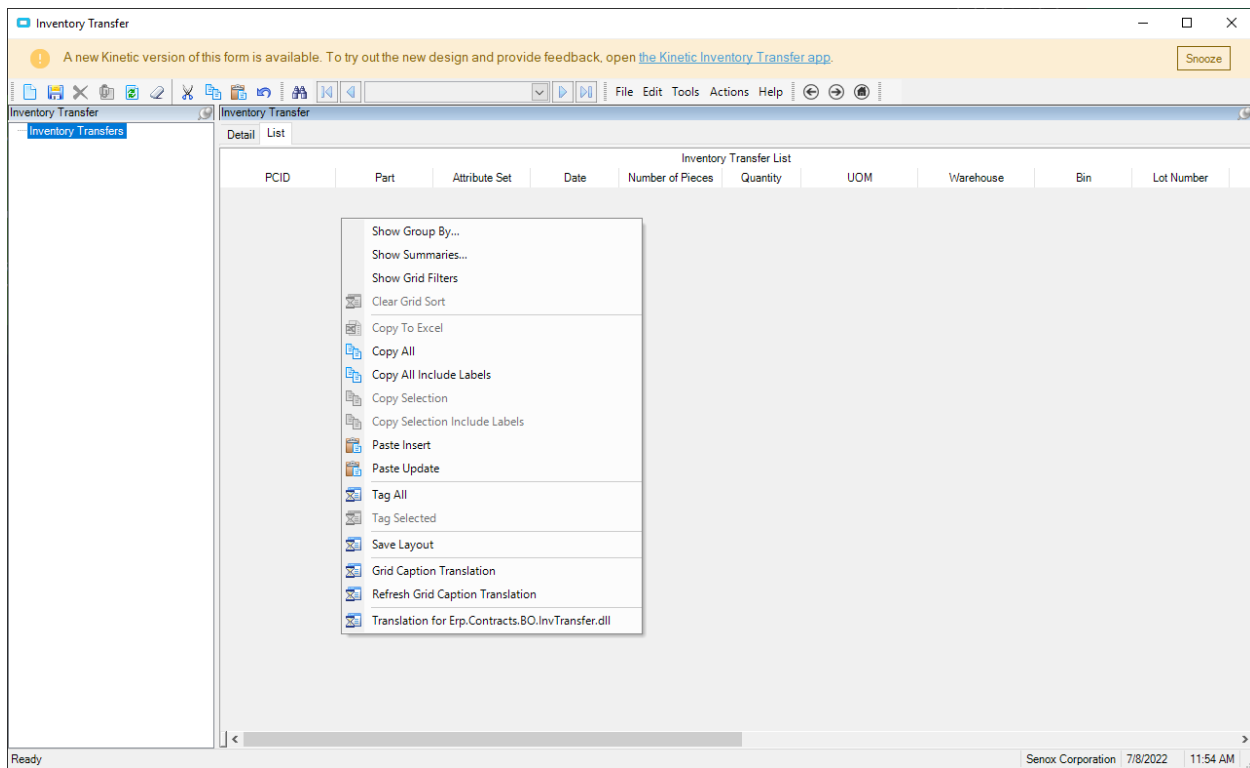 Inventory Transfer
A new Kinetic version of this form is available. To try out the new design and provide feedback, open the Kinetic Inventory Transfer app.
Snooze
File Edit Tools Actions Help
Inventory Transfer
Inventory Transfers
Inventory Transfer
Detail List
Inventory Transfer List
PCID Part Attribute Set Date Number of Pieces Quantity UOM Warehouse Bin Lot Number
Show Group By...
Show Summaries...
Show Grid Filters
Clear Grid Sort
Copy To Excel
Copy All
Copy All Include Labels
Copy Selection
Copy Selection Include Labels
Paste Insert
Paste Update
Tag All
Tag Selected
Save Layout
Grid Caption Translation
Refresh Grid Caption Translation
Translation for Erp.Contracts.BO.InvTransfer.dll
Ready
Senox Corporation 7/8/2022 11:54 AM